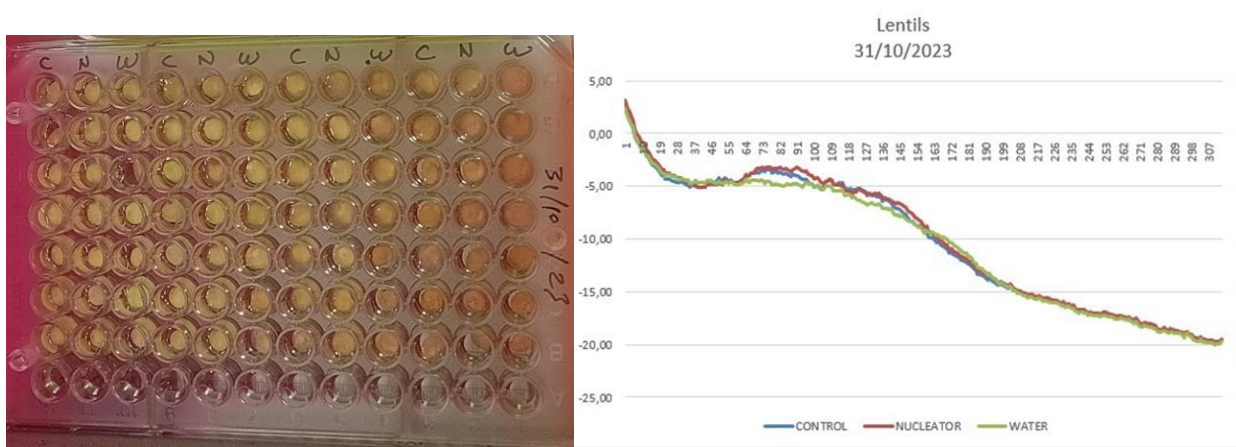 C N W C N W C N W. C N W
31/10/23
B
A
Lentils
31/10/2023
5,00
0,00
1 10 19 28 37 46 55 64 73 82 91 100 109 118 127 136 145 154 163 172 181 190 199 208 217 226 235 244 253 262 271 280 289 298 307
-5,00
-10,00
-15,00
-20,00
-25,00
CONTROL NUCLEATOR WATER